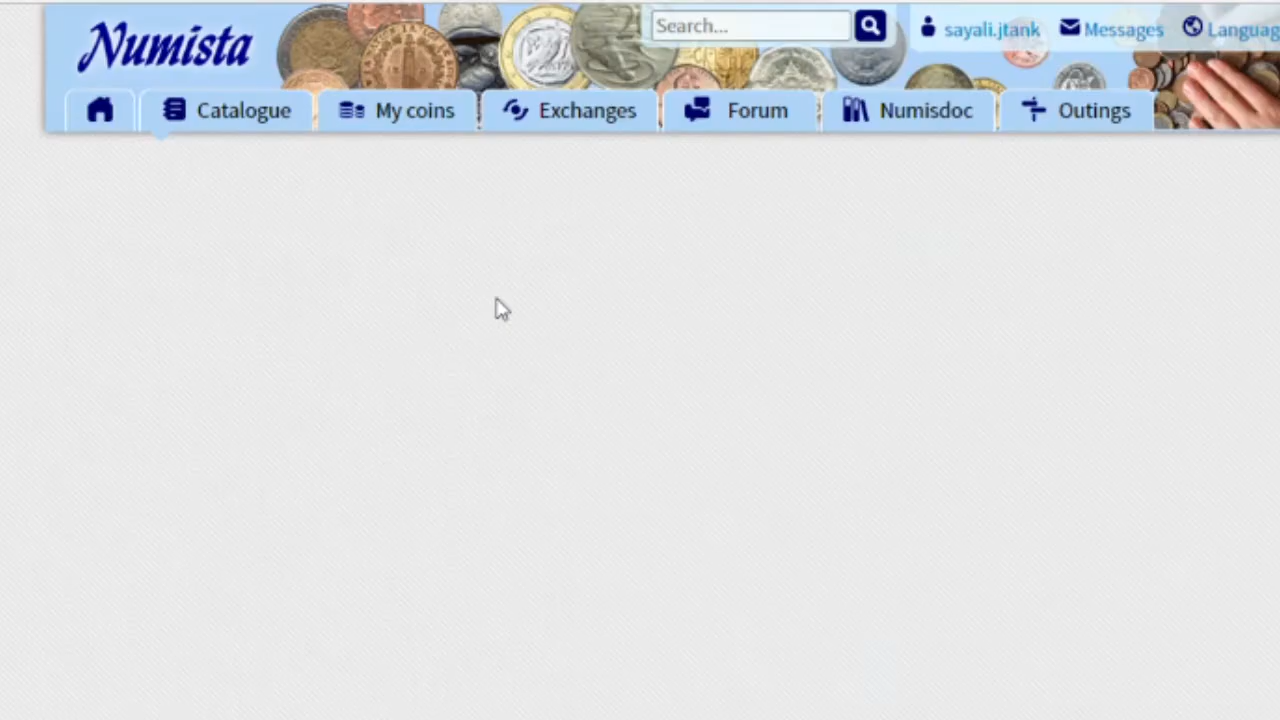 Numista
Search...
sayali.jtank
Messages
Languag
Catalogue
My coins
Exchanges
Forum
Numisdoc
Outings